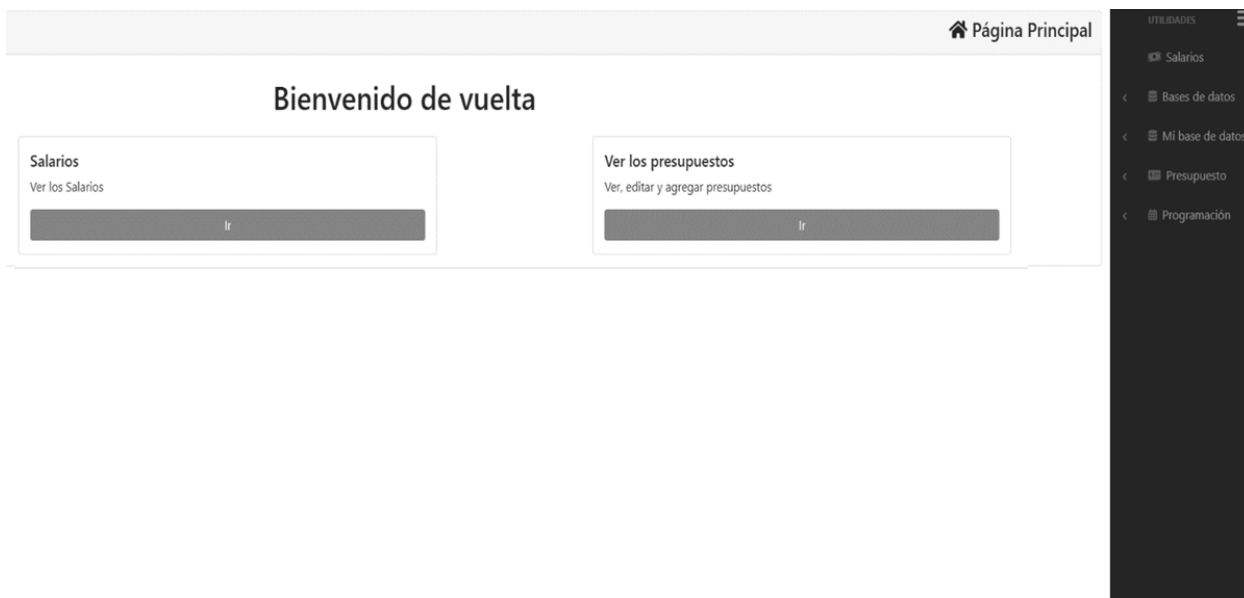 Página Principal
Bienvenido de vuelta
Salarios
Ver los Salarios
Ir
Ver los presupuestos
Ver, editar y agregar presupuestos
Ir
UTILIDADES
Salarios
Bases de datos
Mi base de datos
Presupuesto
Programación